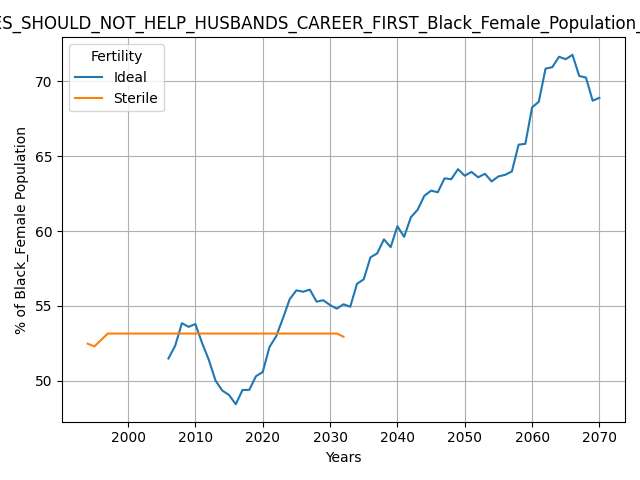 ES_SHOULD_NOT_HELP_HUSBANDS_CAREER_FIRST_Black_Female_Population_
Fertility
Ideal
Sterile
% of Black_Female Population
70
65
60
55
50
2000 2010 2020 2030 2040 2050 2060 2070
Years